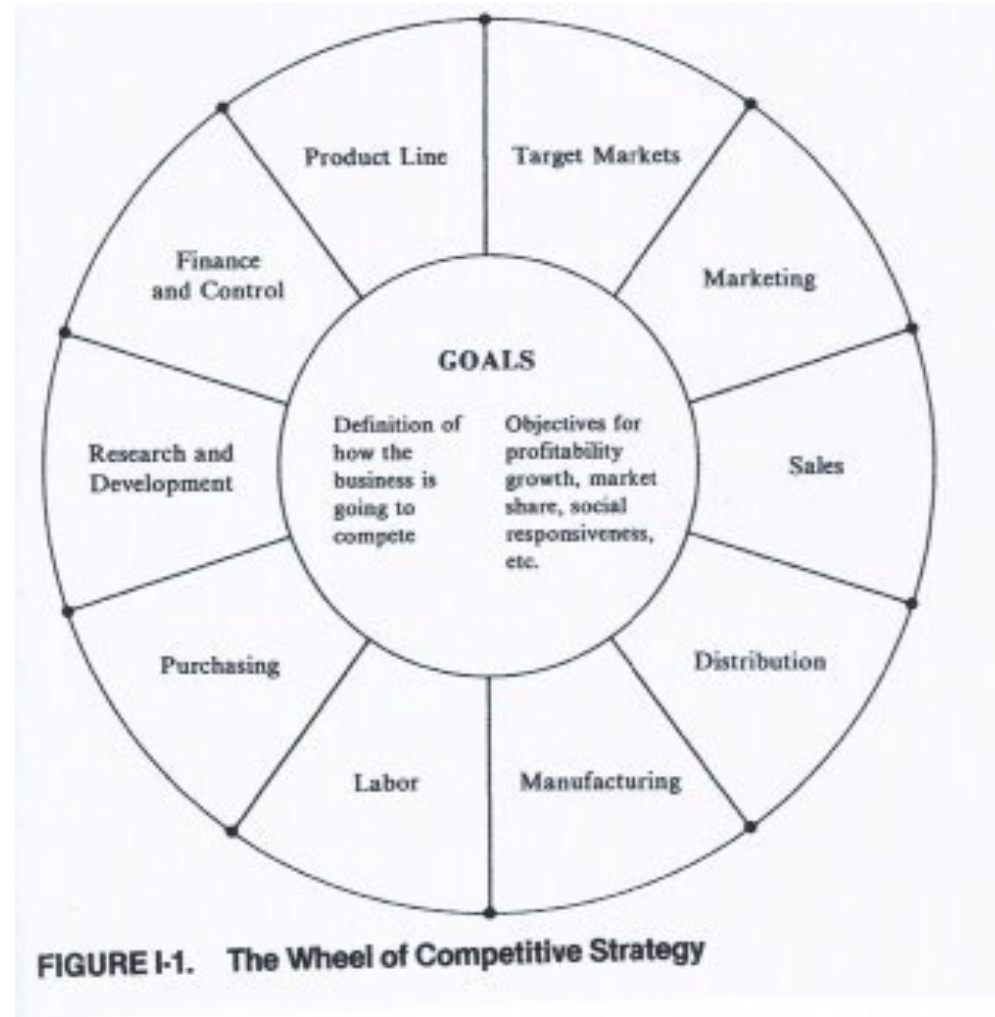 Product Line
Target Markets
Finance
and Control
Marketing
GOALS
Definition of
how the
business is
going to
compete
Objectives for
profitability
growth, market
share, social
responsiveness,
etc.
Research and
Development
Sales
Purchasing
Distribution
Labor
Manufacturing
FIGURE I-1. The Wheel of Competitive Strategy